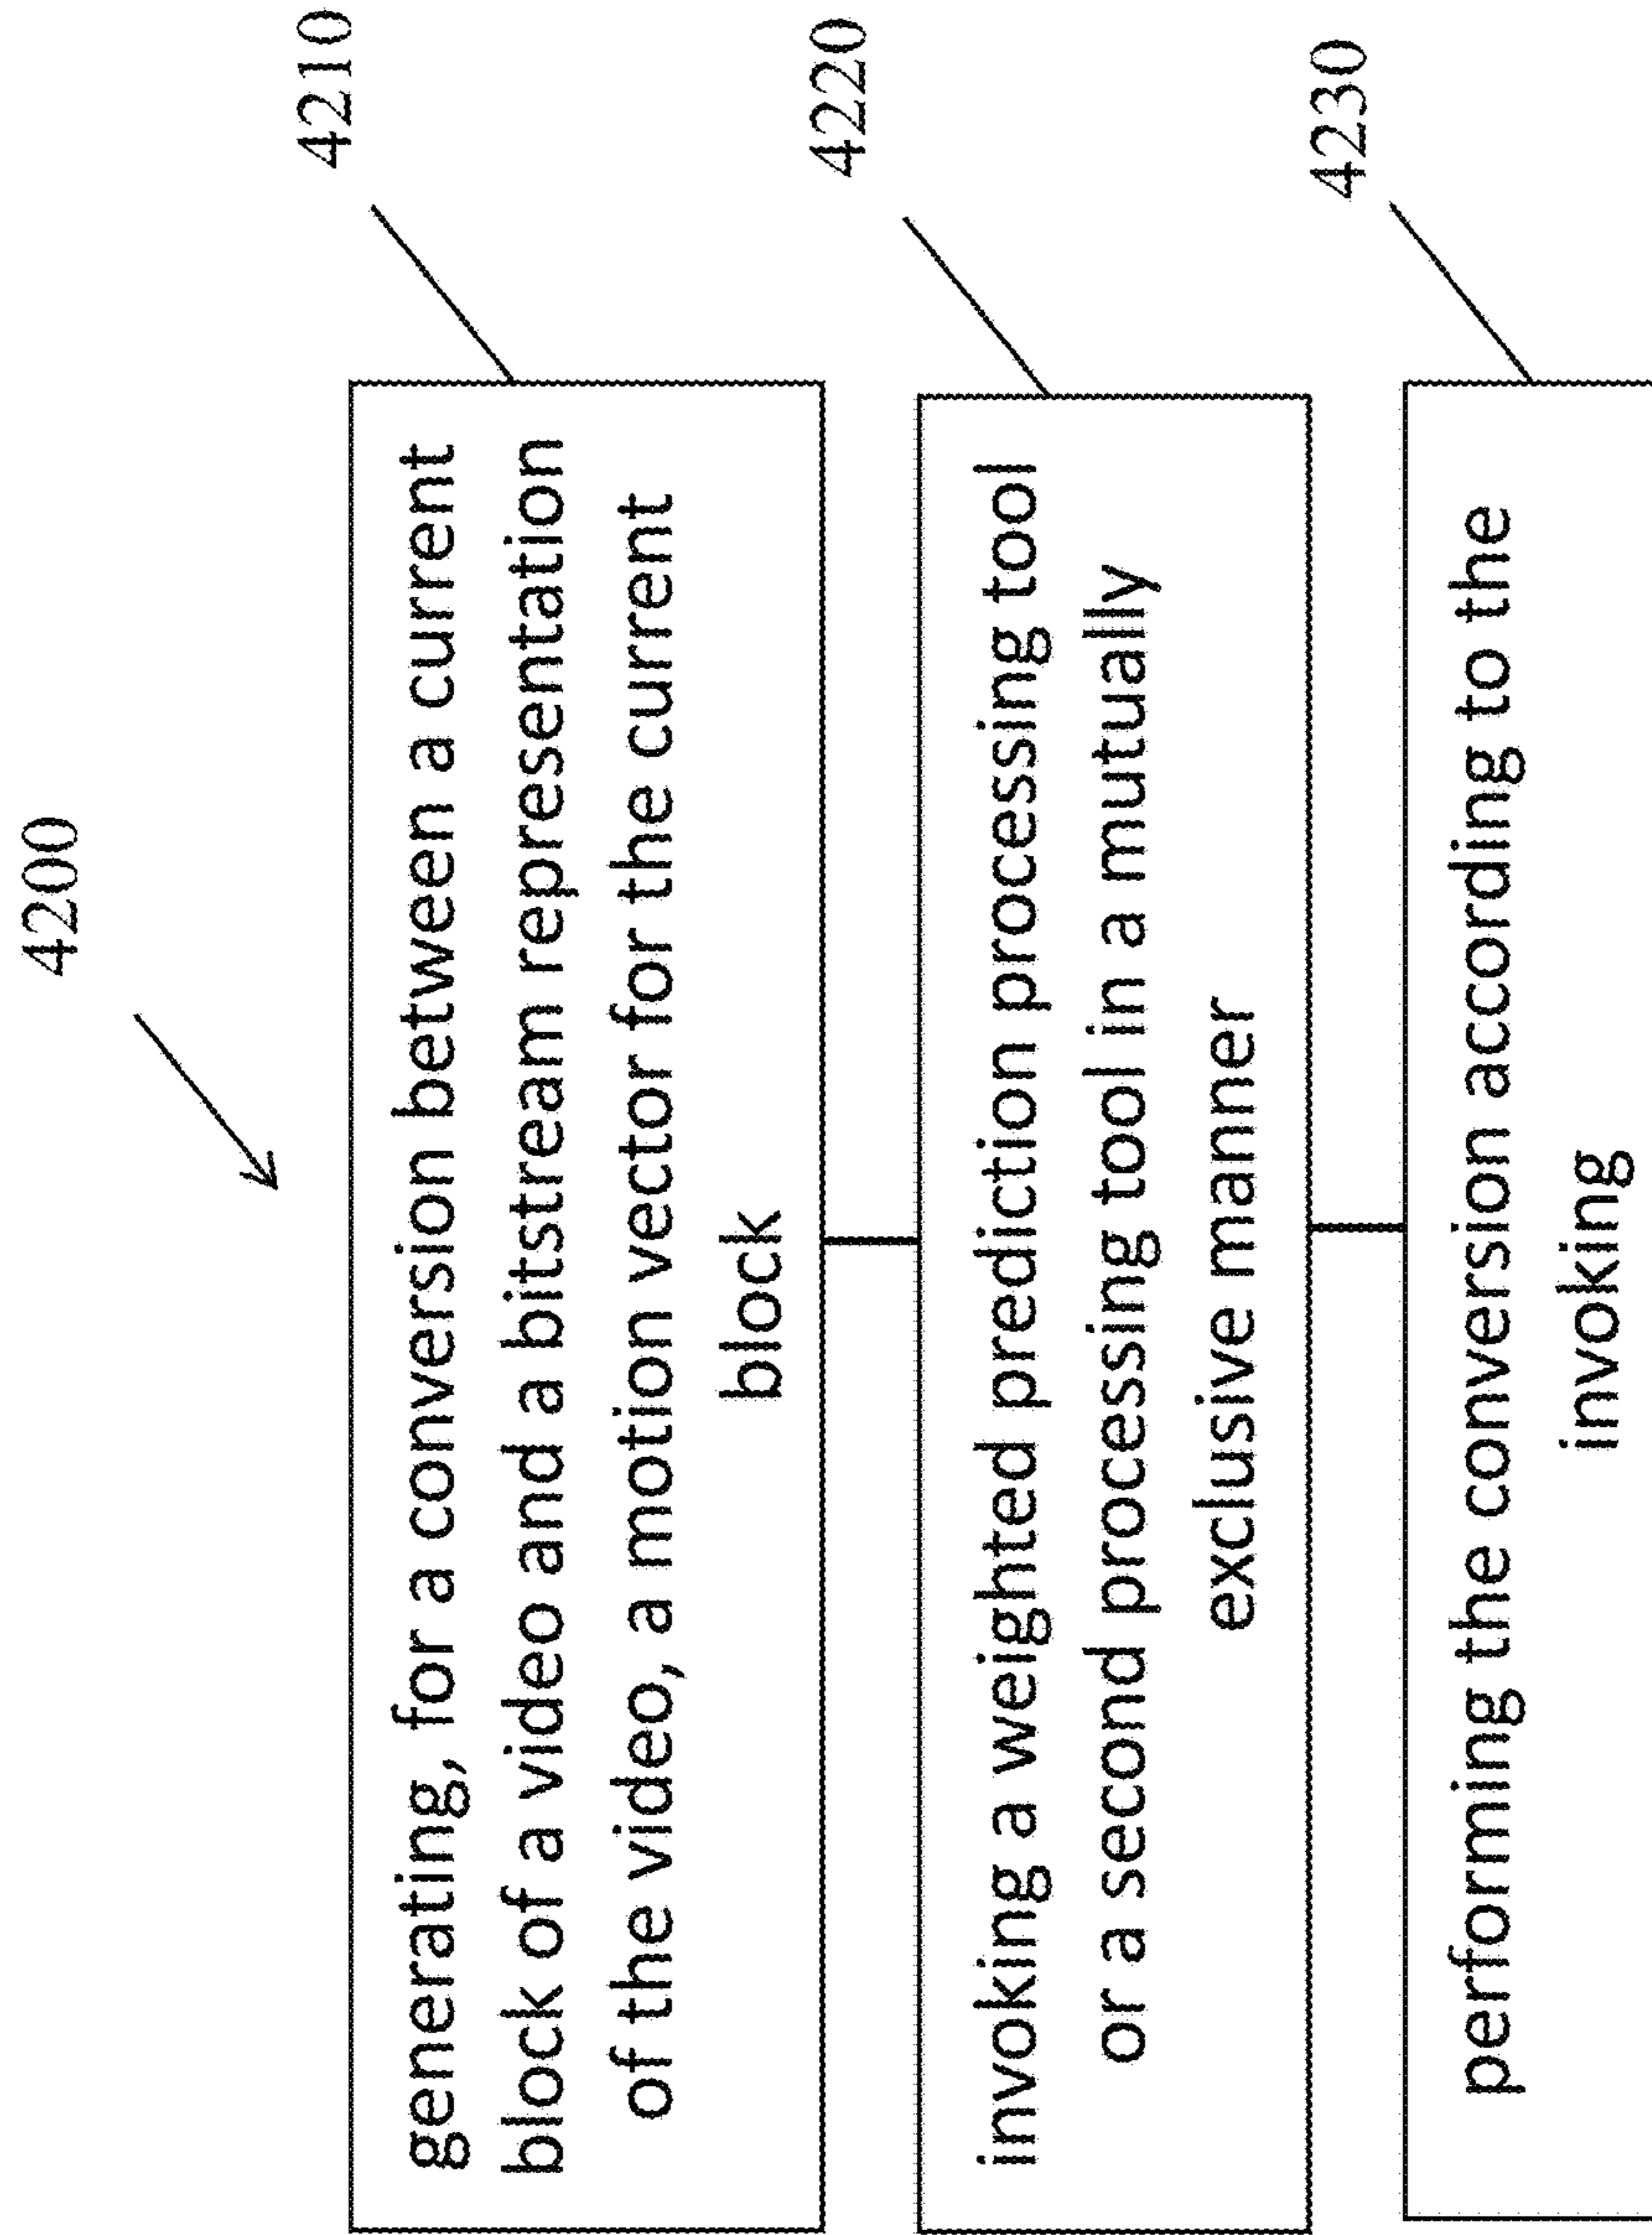 4200
generating, for a conversion between a current
block of a video and a bitstream representation
of the video, a motion vector for the current
block
4210
invoking a weighted prediction processing tool
or a second processing tool in a mutually
exclusive manner
4220
performing the conversion according to the
invoking
4230